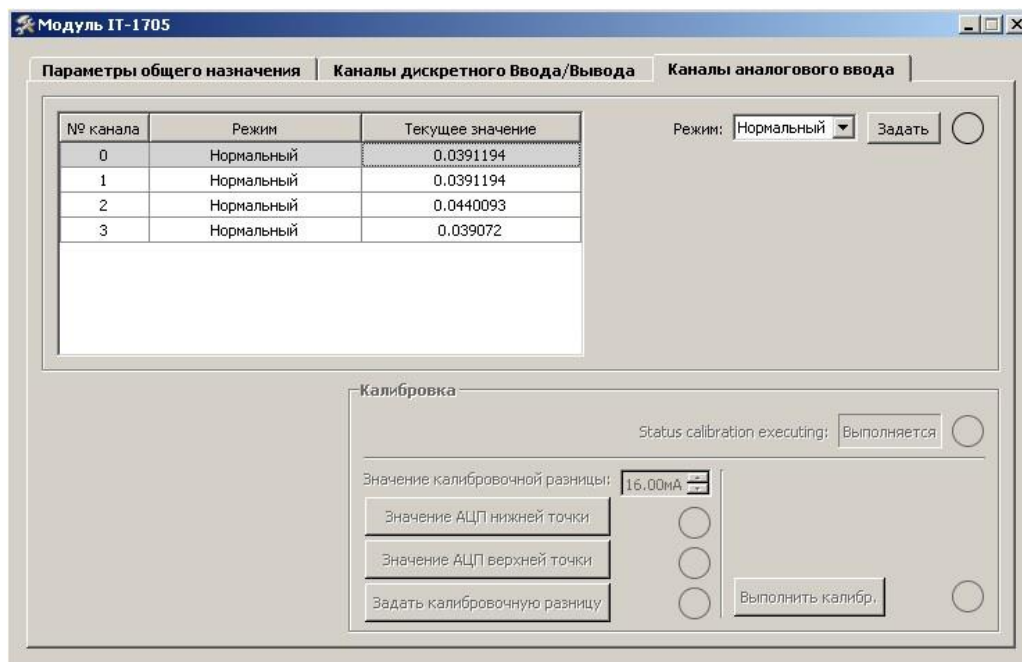 Модуль IT-1705
Параметры общего назначения Каналы дискретного Ввода/Вывода Каналы аналогового ввода
№ канала Режим Текущее значение
0 Нормальный 0.0391194
1 Нормальный 0.0391194
2 Нормальный 0.0440093
3 Нормальный 0.039072
Режим: Нормальный Задать
Калибровка
Status calibration executing: Выполняется
Значение калибровочной разницы: 16.00мА
Значение АЦП нижней точки
Значение АЦП верхней точки
Задать калибровочную разницу
Выполнить калибр.